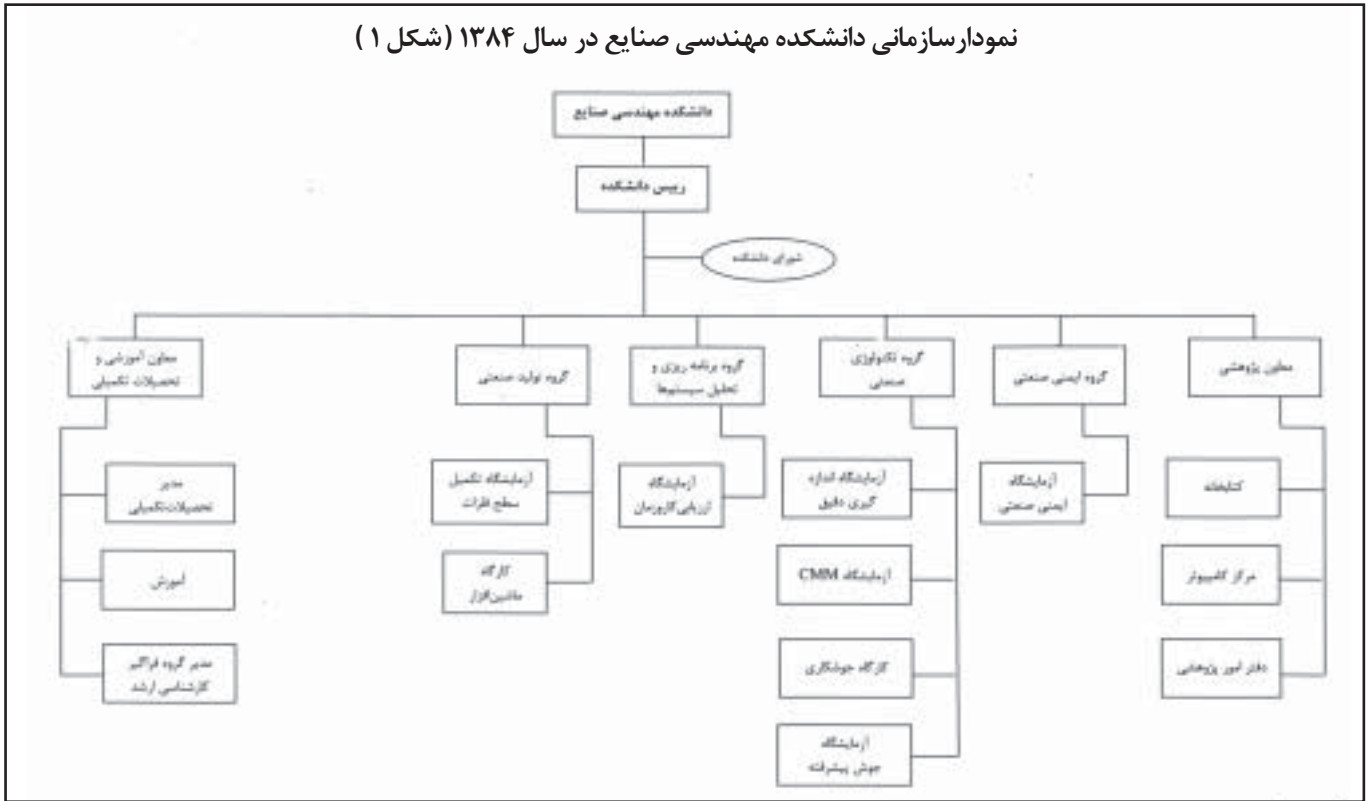 نمودارسازمانی دانشکده مهندسی صنایع در سال ۱۳۸۴ (شکل ۱)
دانشکده مهندسی صنایع
رییس دانشکده
شورای دانشکده
معاون پژوهشی
گروه ایمنی صنعتی
گروه تکنولوژی
صنعتی
گروه برنامه ریزی و
تحلیل سیستمها
گروه تولید صنعتی
معاون آموزشی و
تحصیلات تکمیلی
کتابخانه
مرکز کامپیوتر
دفتر امور پژوهشی
آزمایشگاه
ایمنی صنعتی
آزمایشگاه اندازه
گیری دقیق
آزمایشگاه CMM
کارگاه جوشکاری
آزمایشگاه
جوش پیشرفته
آزمایشگاه
ارزیابی کاروزمان
آزمایشگاه تکمیل
سطح فلزات
کارگاه
ماشین‌افزار
مدیر
تحصیلات‌تکمیلی
آموزش
مدیر گروه فراگیر
کارشناسی ارشد